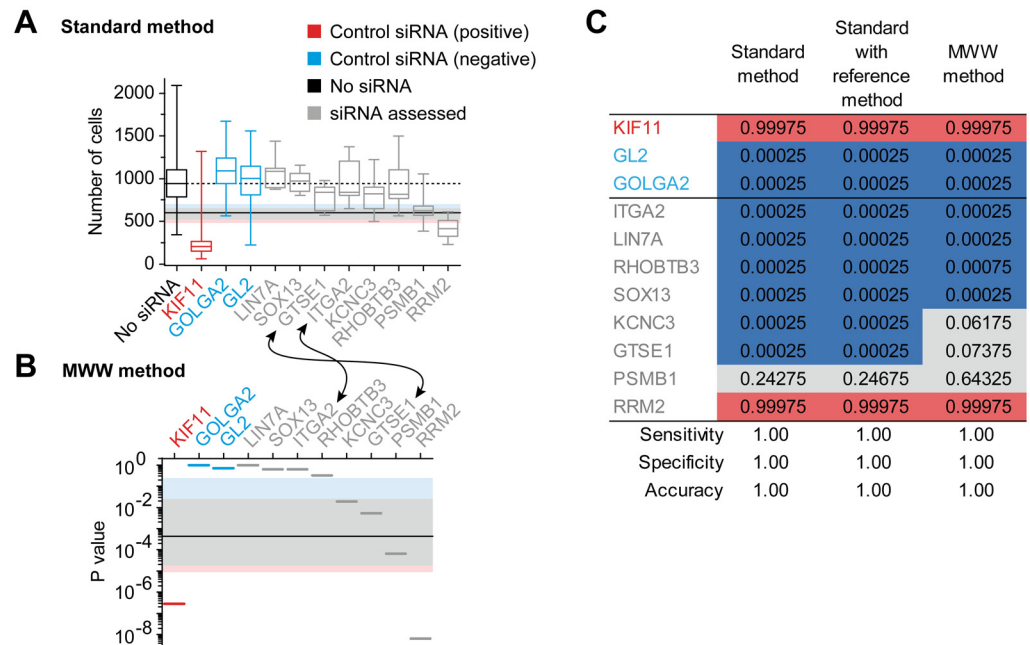 A Standard method
Control siRNA (positive)
Control siRNA (negative)
No siRNA
siRNA assessed
Number of cells
2000
1500
1000
500
0
No siRNA
KIF11
GOLGA2
GL2
LIN7A
SOX13
GTSE1
ITGA2
KCNC3
RHOBTB3
PSMB1
RRM2
B MWW method
KIF11
GOLGA2
GL2
LIN7A
SOX13
ITGA2
RHOBTB3
KCNC3
GTSE1
PSMB1
RRM2
P value
10^0
10^-2
10^-4
10^-6
10^-8
C
Standard method
Standard with reference method
MWW method
KIF11 0.99975 0.99975 0.99975
GL2 0.00025 0.00025 0.00025
GOLGA2 0.00025 0.00025 0.00025
ITGA2 0.00025 0.00025 0.00025
LIN7A 0.00025 0.00025 0.00025
RHOBTB3 0.00025 0.00025 0.00075
SOX13 0.00025 0.00025 0.00025
KCNC3 0.00025 0.00025 0.06175
GTSE1 0.00025 0.00025 0.07375
PSMB1 0.24275 0.24675 0.64325
RRM2 0.99975 0.99975 0.99975
Sensitivity 1.00 1.00 1.00
Specificity 1.00 1.00 1.00
Accuracy 1.00 1.00 1.00